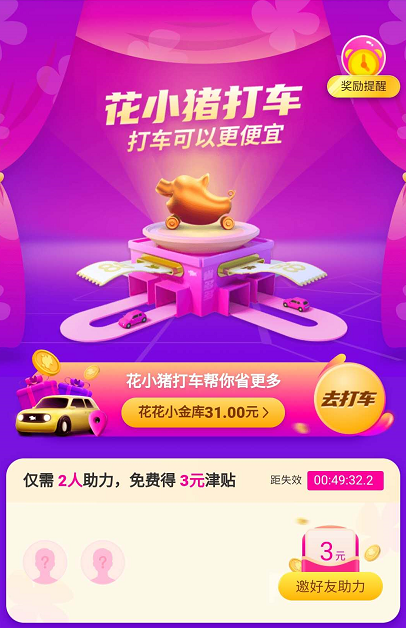 奖励提醒
花小猪打车
打车可以更便宜
花小猪打车帮你省更多
花花小金库31.00元 >
去打车
仅需 2人助力，免费得 3元津贴
距失效 00:49:32.2
? ?
3元
邀好友助力